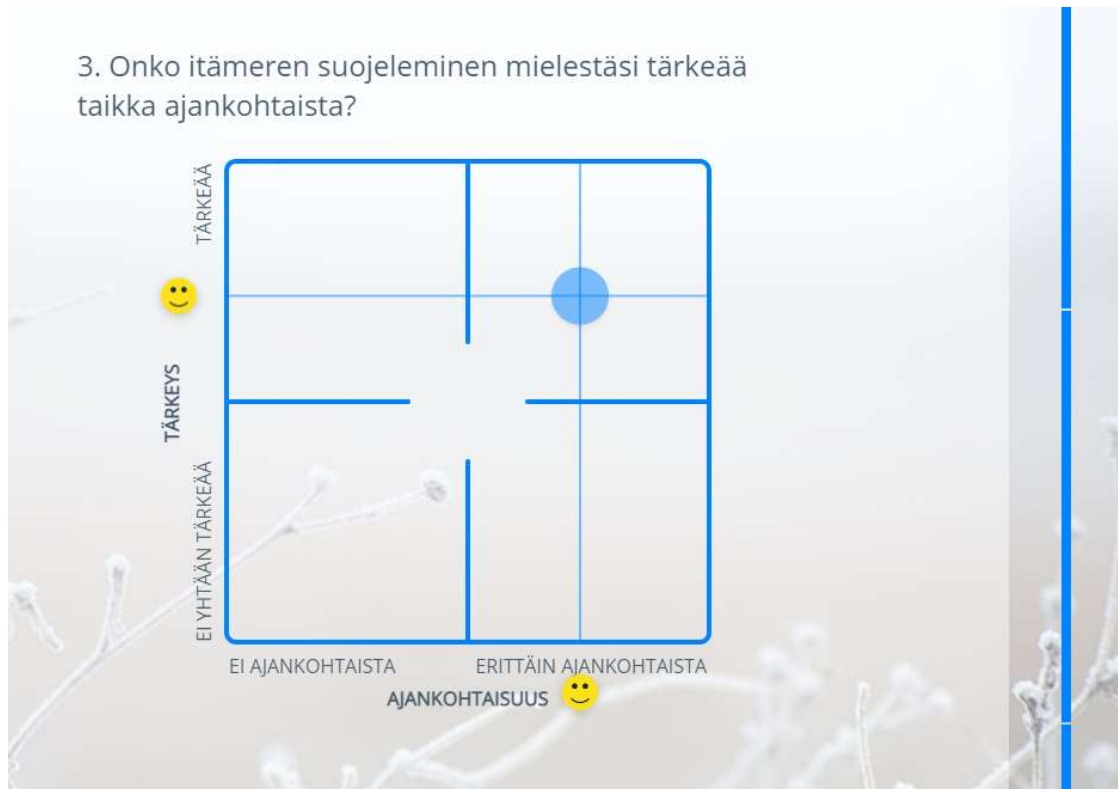 3. Onko itämeren suojeleminen mielestäsi tärkeää
taikka ajankohtaista?
TÄRKEÄÄ
TÄRKEYS
EI YHTÄÄN TÄRKEÄÄ
EI AJANKOHTAISTA
ERITTÄIN AJANKOHTAISTA
AJANKOHTAISUUS